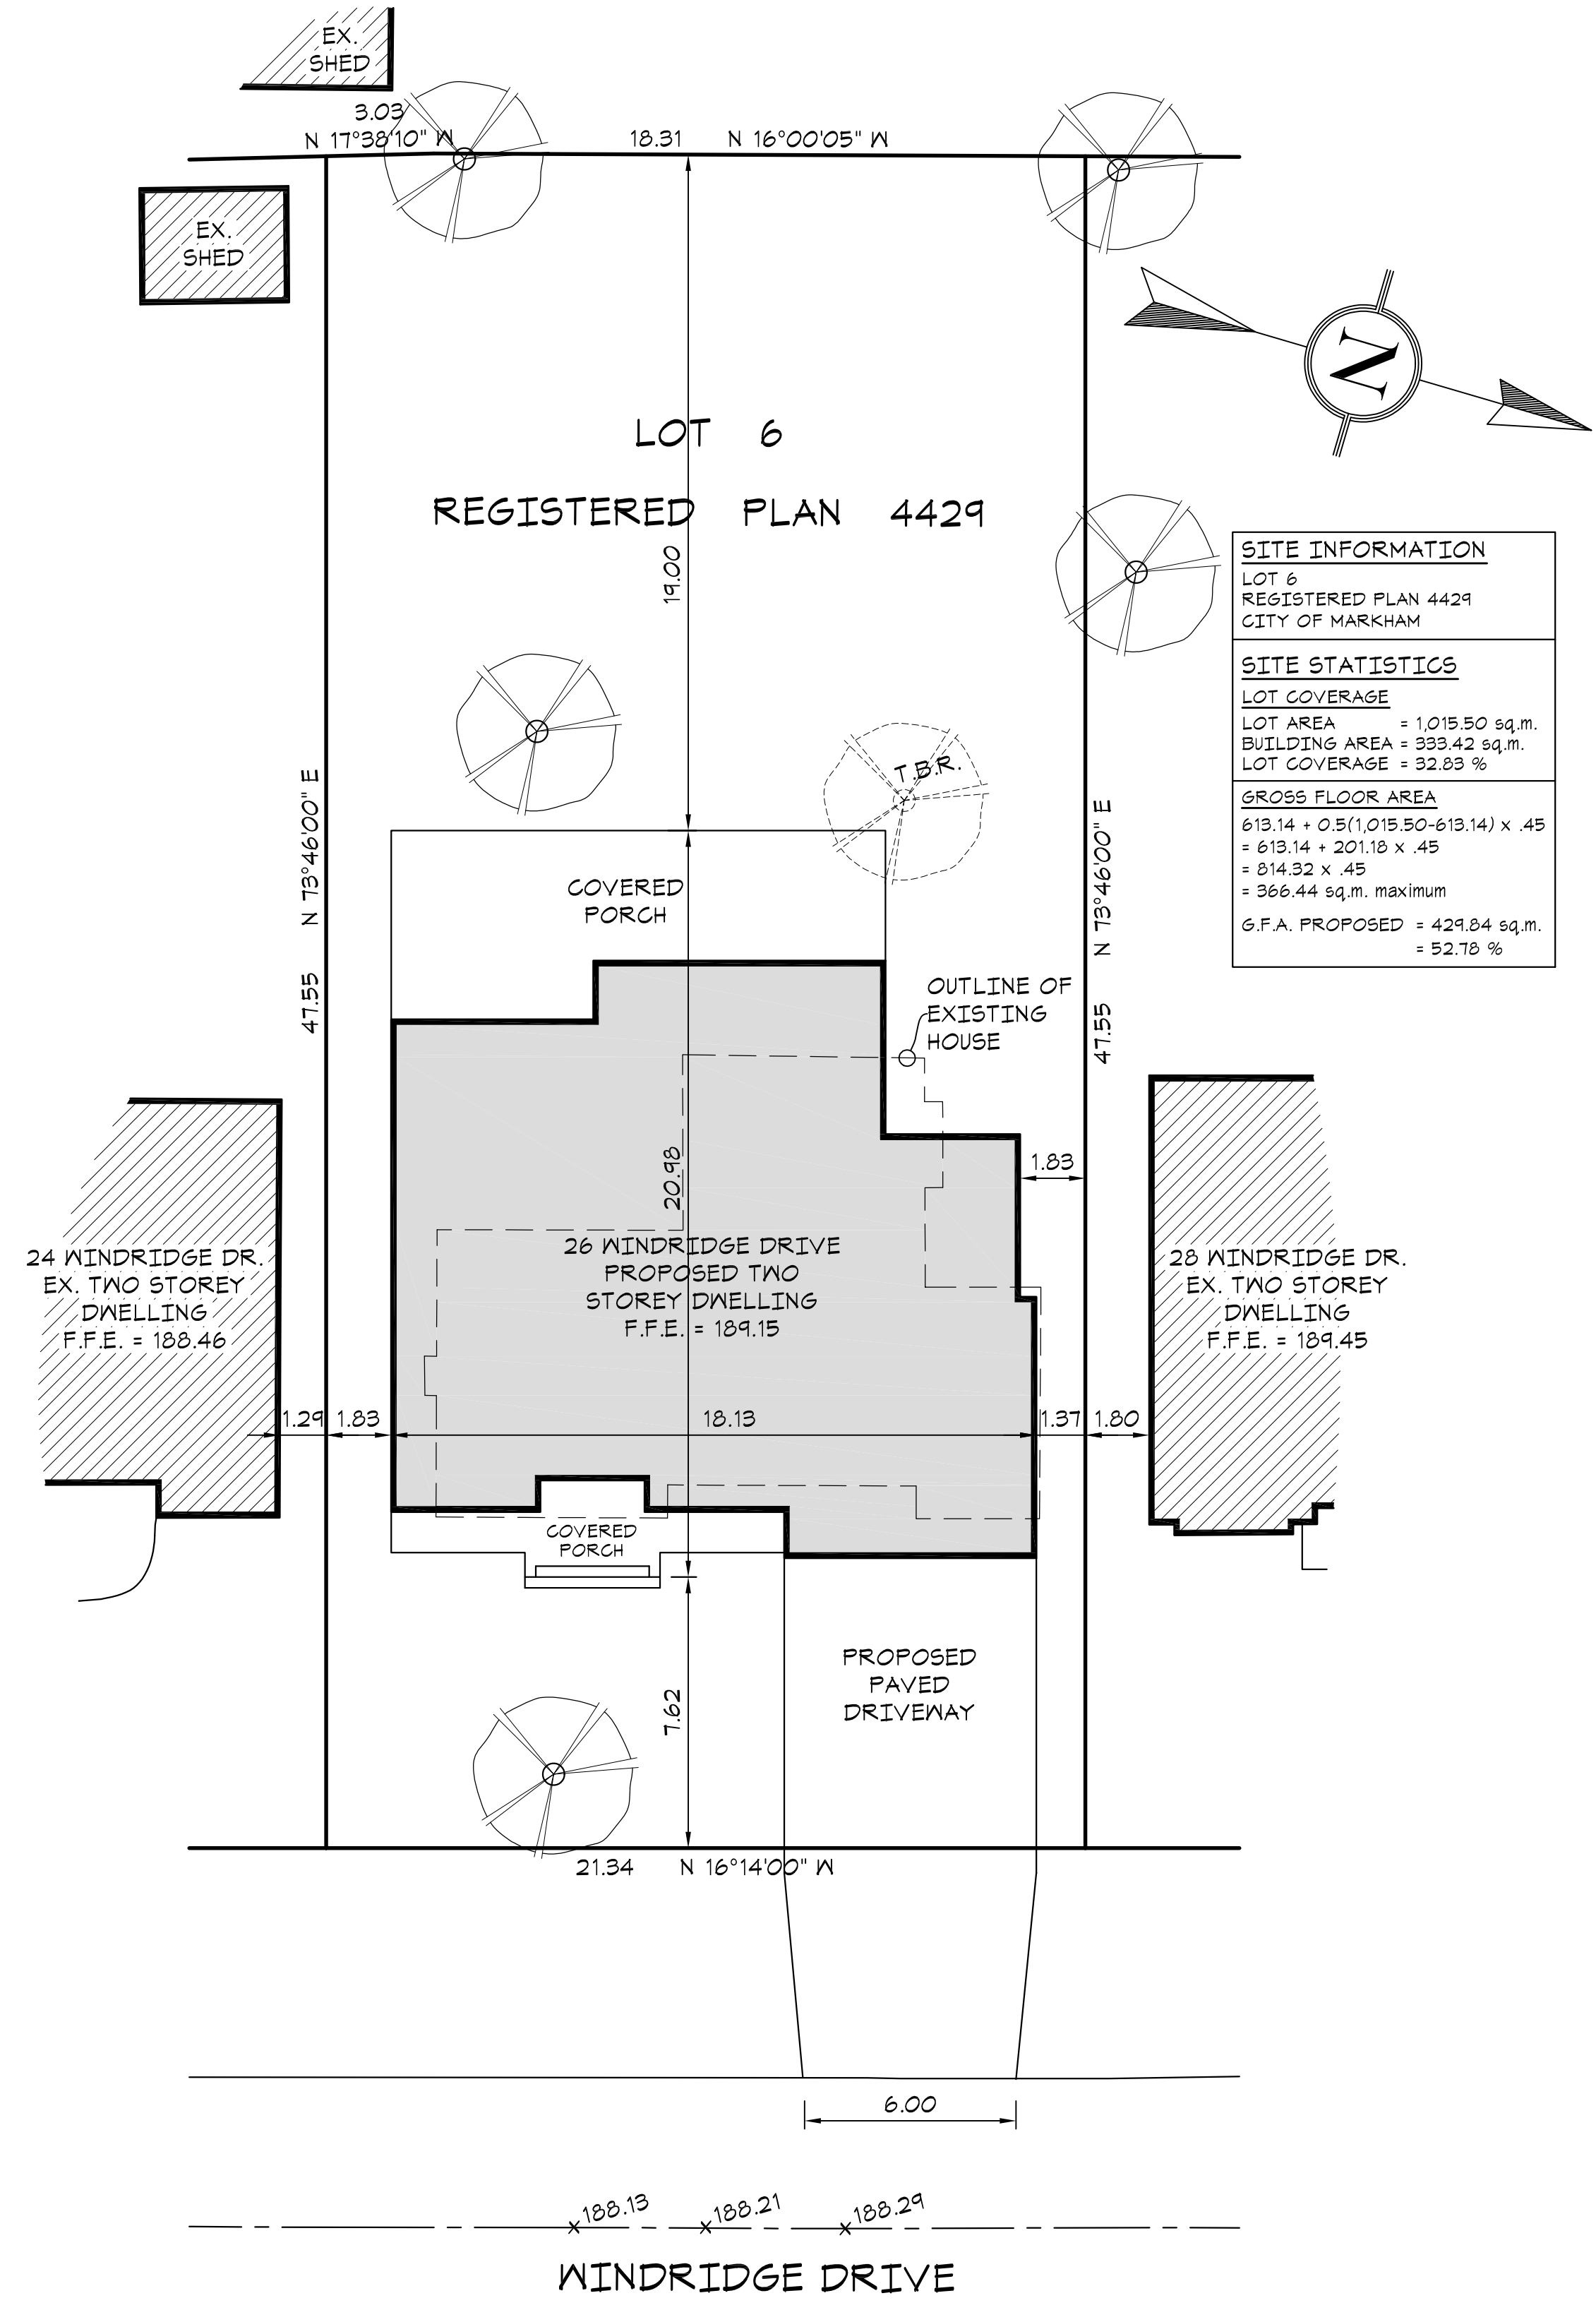 EX.
SHED
3.03
N 17°38'10" W
18.31 N 16°00'05" W
EX.
SHED
N
LOT 6
REGISTERED PLAN 4429
19.00
SITE INFORMATION
LOT 6
REGISTERED PLAN 4429
CITY OF MARKHAM
SITE STATISTICS
LOT COVERAGE
LOT AREA = 1,015.50 sq.m.
BUILDING AREA = 333.42 sq.m.
LOT COVERAGE = 32.83 %
GROSS FLOOR AREA
613.14 + 0.5(1,015.50-613.14) x .45
= 613.14 + 201.18 x .45
= 814.32 x .45
= 366.44 sq.m. maximum
G.F.A. PROPOSED = 429.84 sq.m.
= 52.78 %
T.B.R.
47.55 N 73°46'00" E
47.55 N 73°46'00" E
COVERED
PORCH
OUTLINE OF
EXISTING
HOUSE
1.83
20.98
24 WINDRIDGE DR.
EX. TWO STOREY
DWELLING
F.F.E. = 188.46
26 WINDRIDGE DRIVE
PROPOSED TWO
STOREY DWELLING
F.F.E. = 189.15
28 WINDRIDGE DR.
EX. TWO STOREY
DWELLING
F.F.E. = 189.45
1.29 1.83 18.13 1.37 1.80
COVERED
PORCH
PROPOSED
PAVED
DRIVEWAY
7.62
21.34 N 16°14'00" W
6.00
188.13 188.21 188.29
WINDRIDGE DRIVE